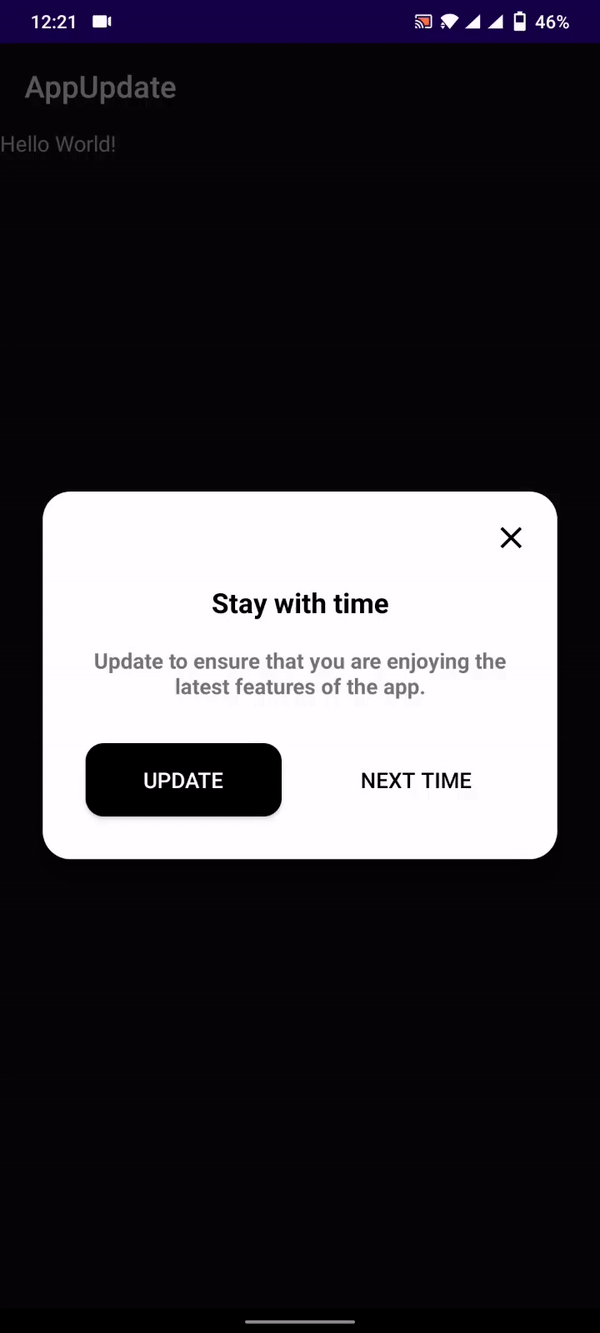 12:21
46%
AppUpdate
Hello World!
Stay with time
Update to ensure that you are enjoying the
latest features of the app.
UPDATE
NEXT TIME